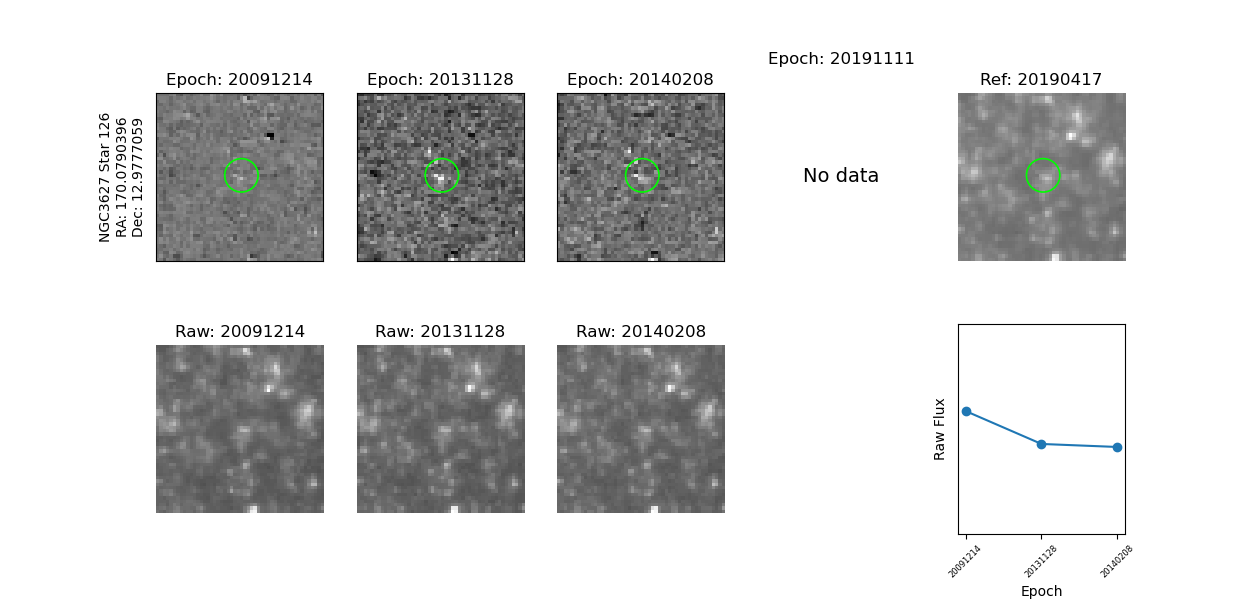 NGC3627 Star 126
RA: 170.0790396
Dec: 12.9777059
Epoch: 20091214
Epoch: 20131128
Epoch: 20140208
Epoch: 20191111
No data
Ref: 20190417
Raw: 20091214
Raw: 20131128
Raw: 20140208
Raw Flux
20091214
20131128
20140208
Epoch